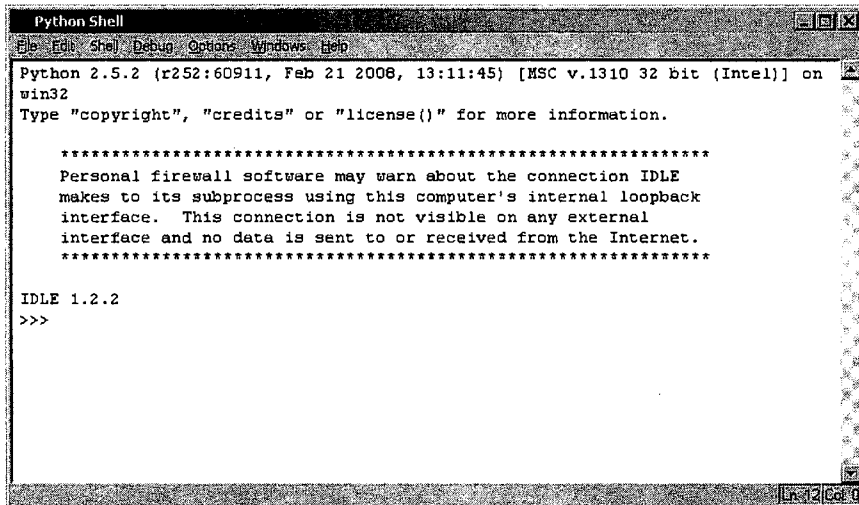 Python Shell
File Edit Shell Debug Options Windows Help
Python 2.5.2 (r252:60911, Feb 21 2008, 13:11:45) [MSC v.1310 32 bit (Intel)] on
win32
Type "copyright", "credits" or "license()" for more information.
****************************************************************
Personal firewall software may warn about the connection IDLE
makes to its subprocess using this computer's internal loopback
interface.  This connection is not visible on any external
interface and no data is sent to or received from the Internet.
****************************************************************
IDLE 1.2.2
>>>
Ln: 12 Col: 0